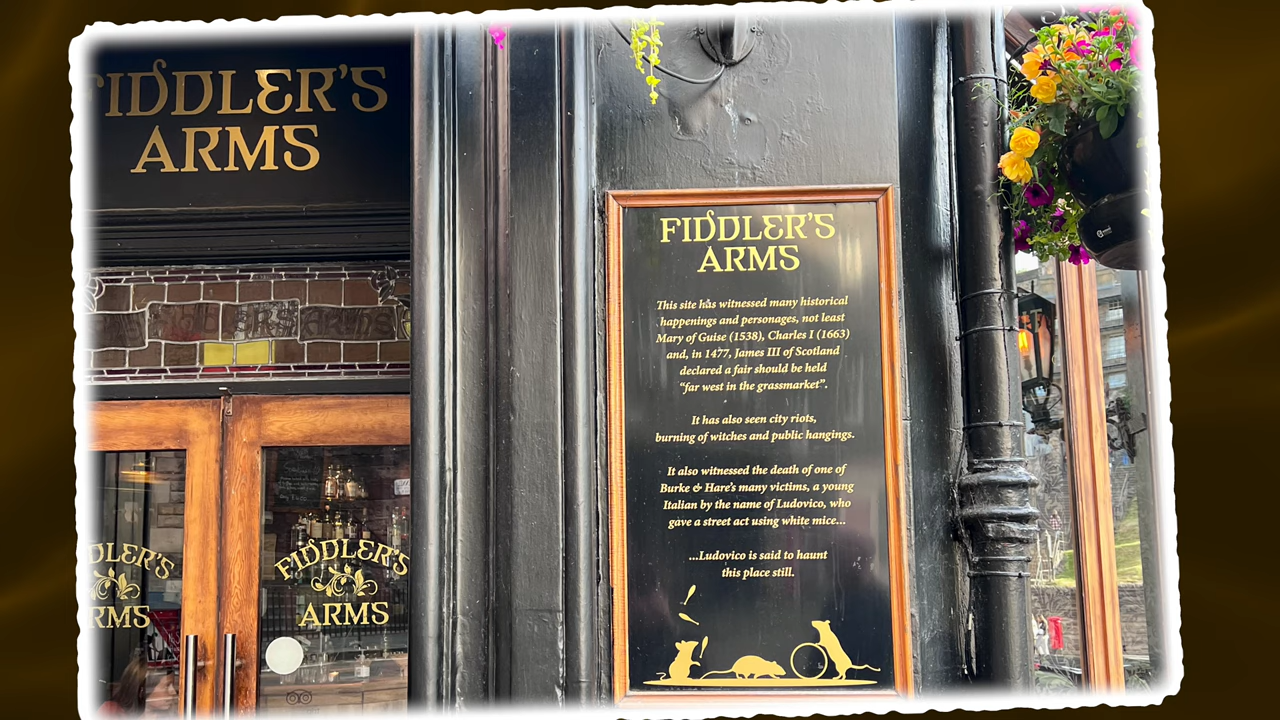 FIDDLER'S
ARMS
FIDDLER'S
ARMS
This site has witnessed many historical
happenings and personages, not least
Mary of Guise (1538), Charles I (1663)
and, in 1477, James III of Scotland
declared a fair should be held
"far west in the grassmarket".
It has also seen city riots,
burning of witches and public hangings.
It also witnessed the death of one of
Burke & Hare's many victims, a young
Italian by the name of Ludovico, who
gave a street act using white mice...
...Ludovico is said to haunt
this place still.
DLER'S
ARMS
FIDDLER'S
ARMS